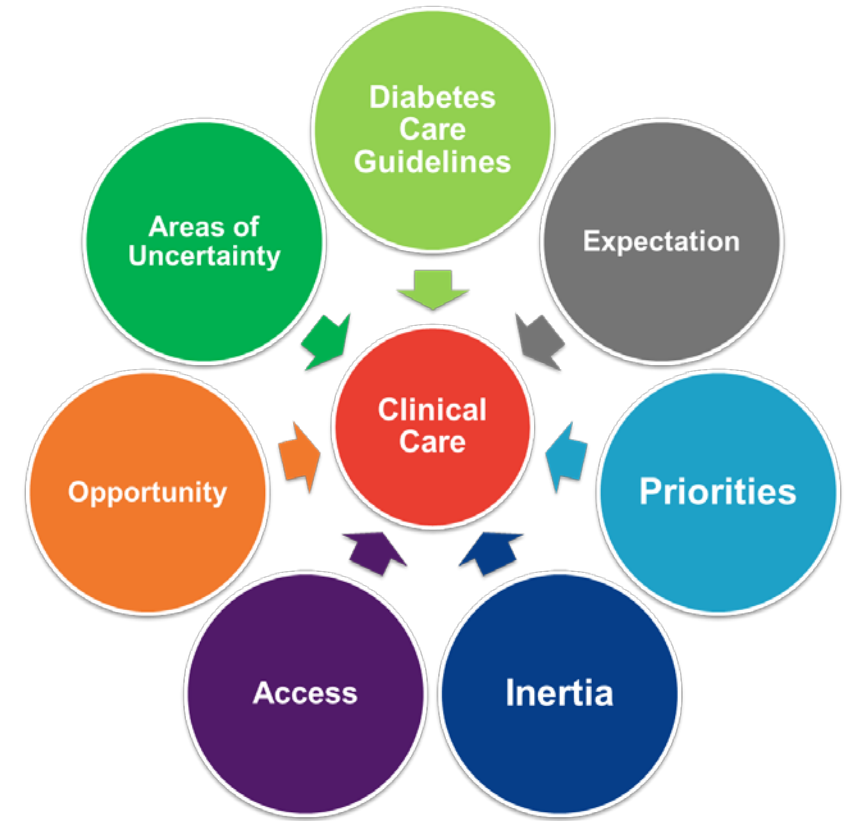 Diabetes
Care
Guidelines
Expectation
Priorities
Inertia
Access
Opportunity
Areas of
Uncertainty
Clinical
Care